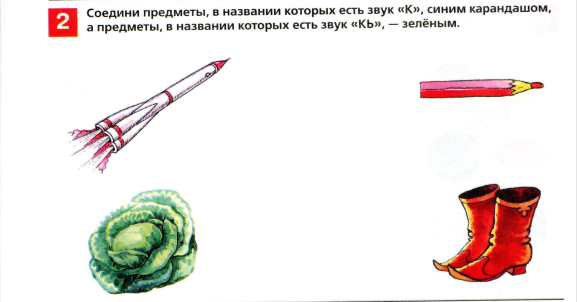 2
Соедини предметы, в названии которых есть звук «К», синим карандашом,
а предметы, в названии которых есть звук «КЬ», — зелёным.